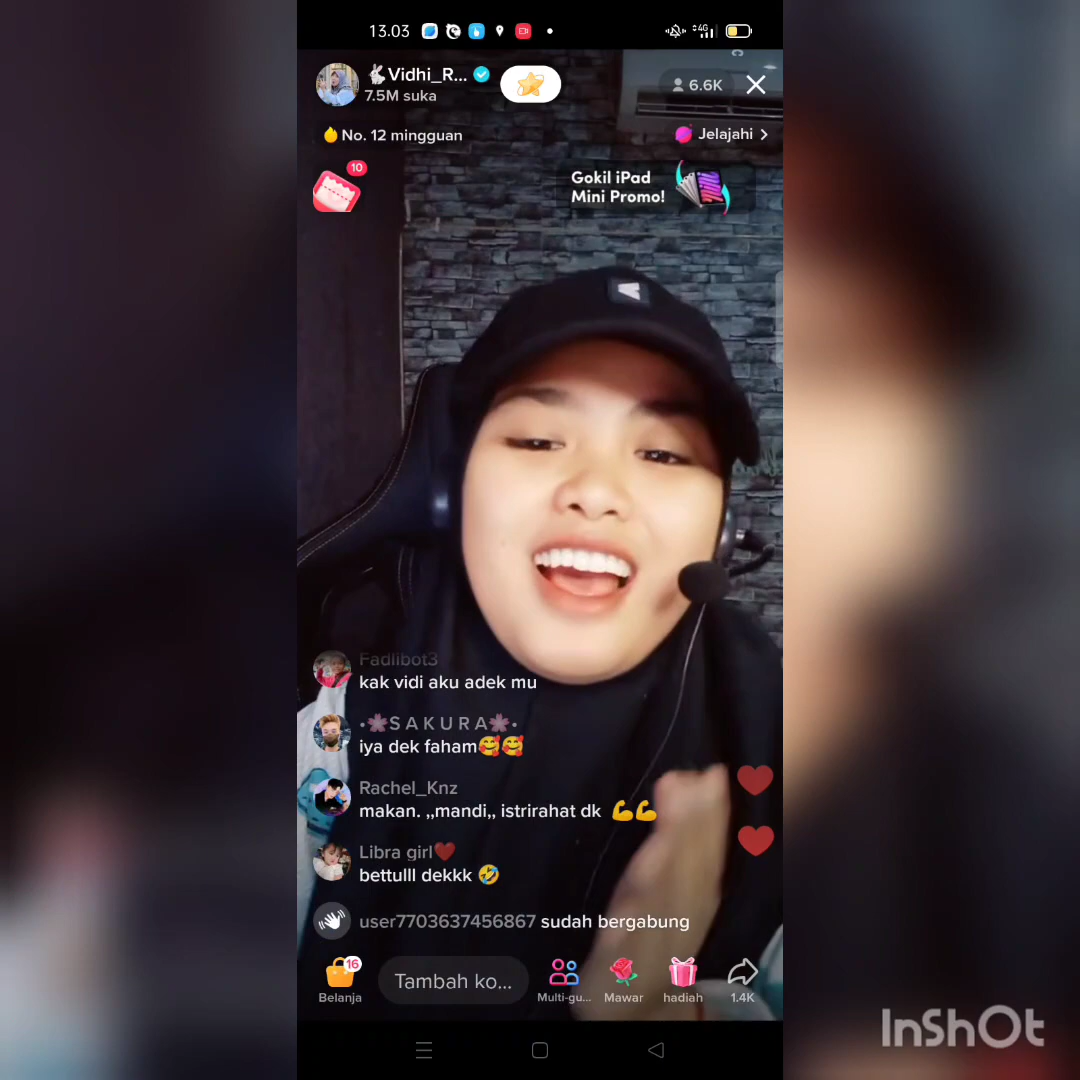 13.03
4G
🐇Vidhi_R...
7.5M suka
6.6K
No. 12 mingguan
Jelajahi >
10
Gokil iPad
Mini Promo!
Fadlibot3
kak vidi aku adek mu
•🌸S A K U R A🌸•
iya dek faham🥰🥰
Rachel_Knz
makan. ,,mandi,, istrirahat dk 💪💪
Libra girl❤️
bettulll dekkk 🤣
user7703637456867 sudah bergabung
16
Belanja
Tambah ko...
Multi-gu...
Mawar
hadiah
1.4K
InShOt